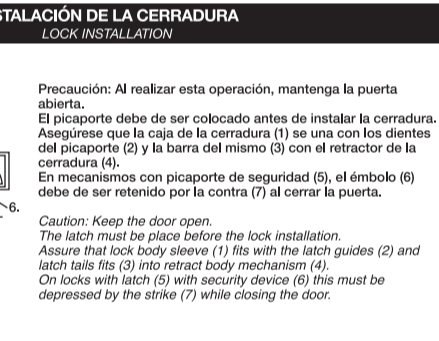 STALACIÓN DE LA CERRADURA
LOCK INSTALLATION
Precaución: Al realizar esta operación, mantenga la puerta
abierta.
El picaporte debe de ser colocado antes de instalar la cerradura.
Asegúrese que la caja de la cerradura (1) se una con los dientes
del picaporte (2) y la barra del mismo (3) con el retractor de la
cerradura (4).
En mecanismos con picaporte de seguridad (5), el émbolo (6)
debe de ser retenido por la contra (7) al cerrar la puerta.
6.
Caution: Keep the door open.
The latch must be place before the lock installation.
Assure that lock body sleeve (1) fits with the latch guides (2) and
latch tails fits (3) into retract body mechanism (4).
On locks with latch (5) with security device (6) this must be
depressed by the strike (7) while closing the door.